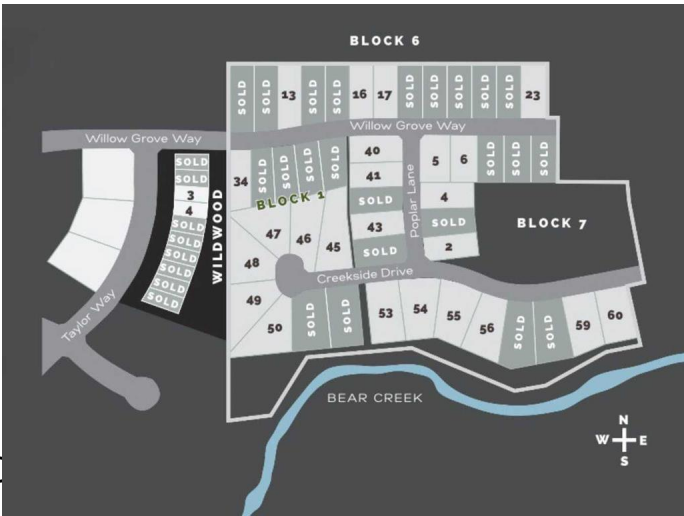 BLOCK 6
SOLD
SOLD
13
SOLD
SOLD
16
17
SOLD
SOLD
SOLD
SOLD
SOLD
23
Willow Grove Way
Willow Grove Way
SOLD
SOLD
3
4
SOLD
SOLD
SOLD
SOLD
SOLD
WILDWOOD
Taylor Way
34
SOLD
SOLD
SOLD
SOLD
BLOCK 1
40
41
SOLD
43
SOLD
Poplar Lane
5
6
SOLD
SOLD
SOLD
4
SOLD
2
BLOCK 7
47
46
45
48
49
50
Creekside Drive
SOLD
SOLD
53
54
55
56
SOLD
SOLD
59
60
BEAR CREEK
N
W
E
S